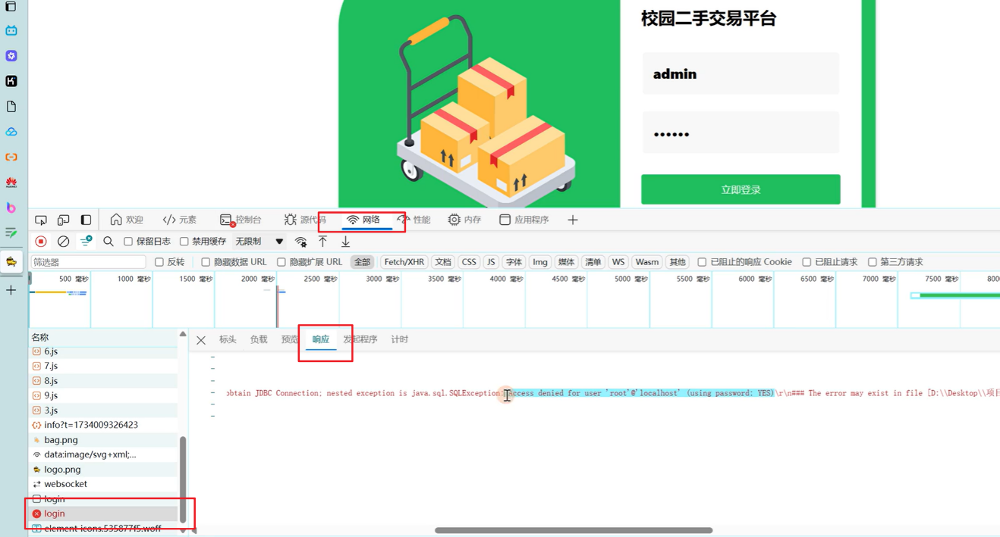 校园二手交易平台
admin
••••••
立即登录
欢迎
元素
控制台
源代码
网络
性能
内存
应用程序
保留日志
禁用缓存
无限制
筛选器
反转
隐藏数据 URL
隐藏扩展 URL
全部
Fetch/XHR
文档
CSS
JS
字体
Img
媒体
清单
WS
Wasm
其他
已阻止的响应 Cookie
已阻止请求
第三方请求
500 毫秒
1000 毫秒
1500 毫秒
2000 毫秒
2500 毫秒
3000 毫秒
3500 毫秒
4000 毫秒
4500 毫秒
5000 毫秒
5500 毫秒
6000 毫秒
6500 毫秒
7000 毫秒
7500 毫秒
名称
标头
负载
预览
响应
发起程序
计时
6.js
7.js
8.js
9.js
3.js
info?t=1734009326423
bag.png
data:image/svg+xml;...
logo.png
websocket
login
login
element-icons.535877f5.woff
obtain JDBC Connection; nested exception is java.sql.SQLException: Access denied for user 'root'@'localhost' (using password: YES)\r\n### The error may exist in file [D:\\Desktop\\项目